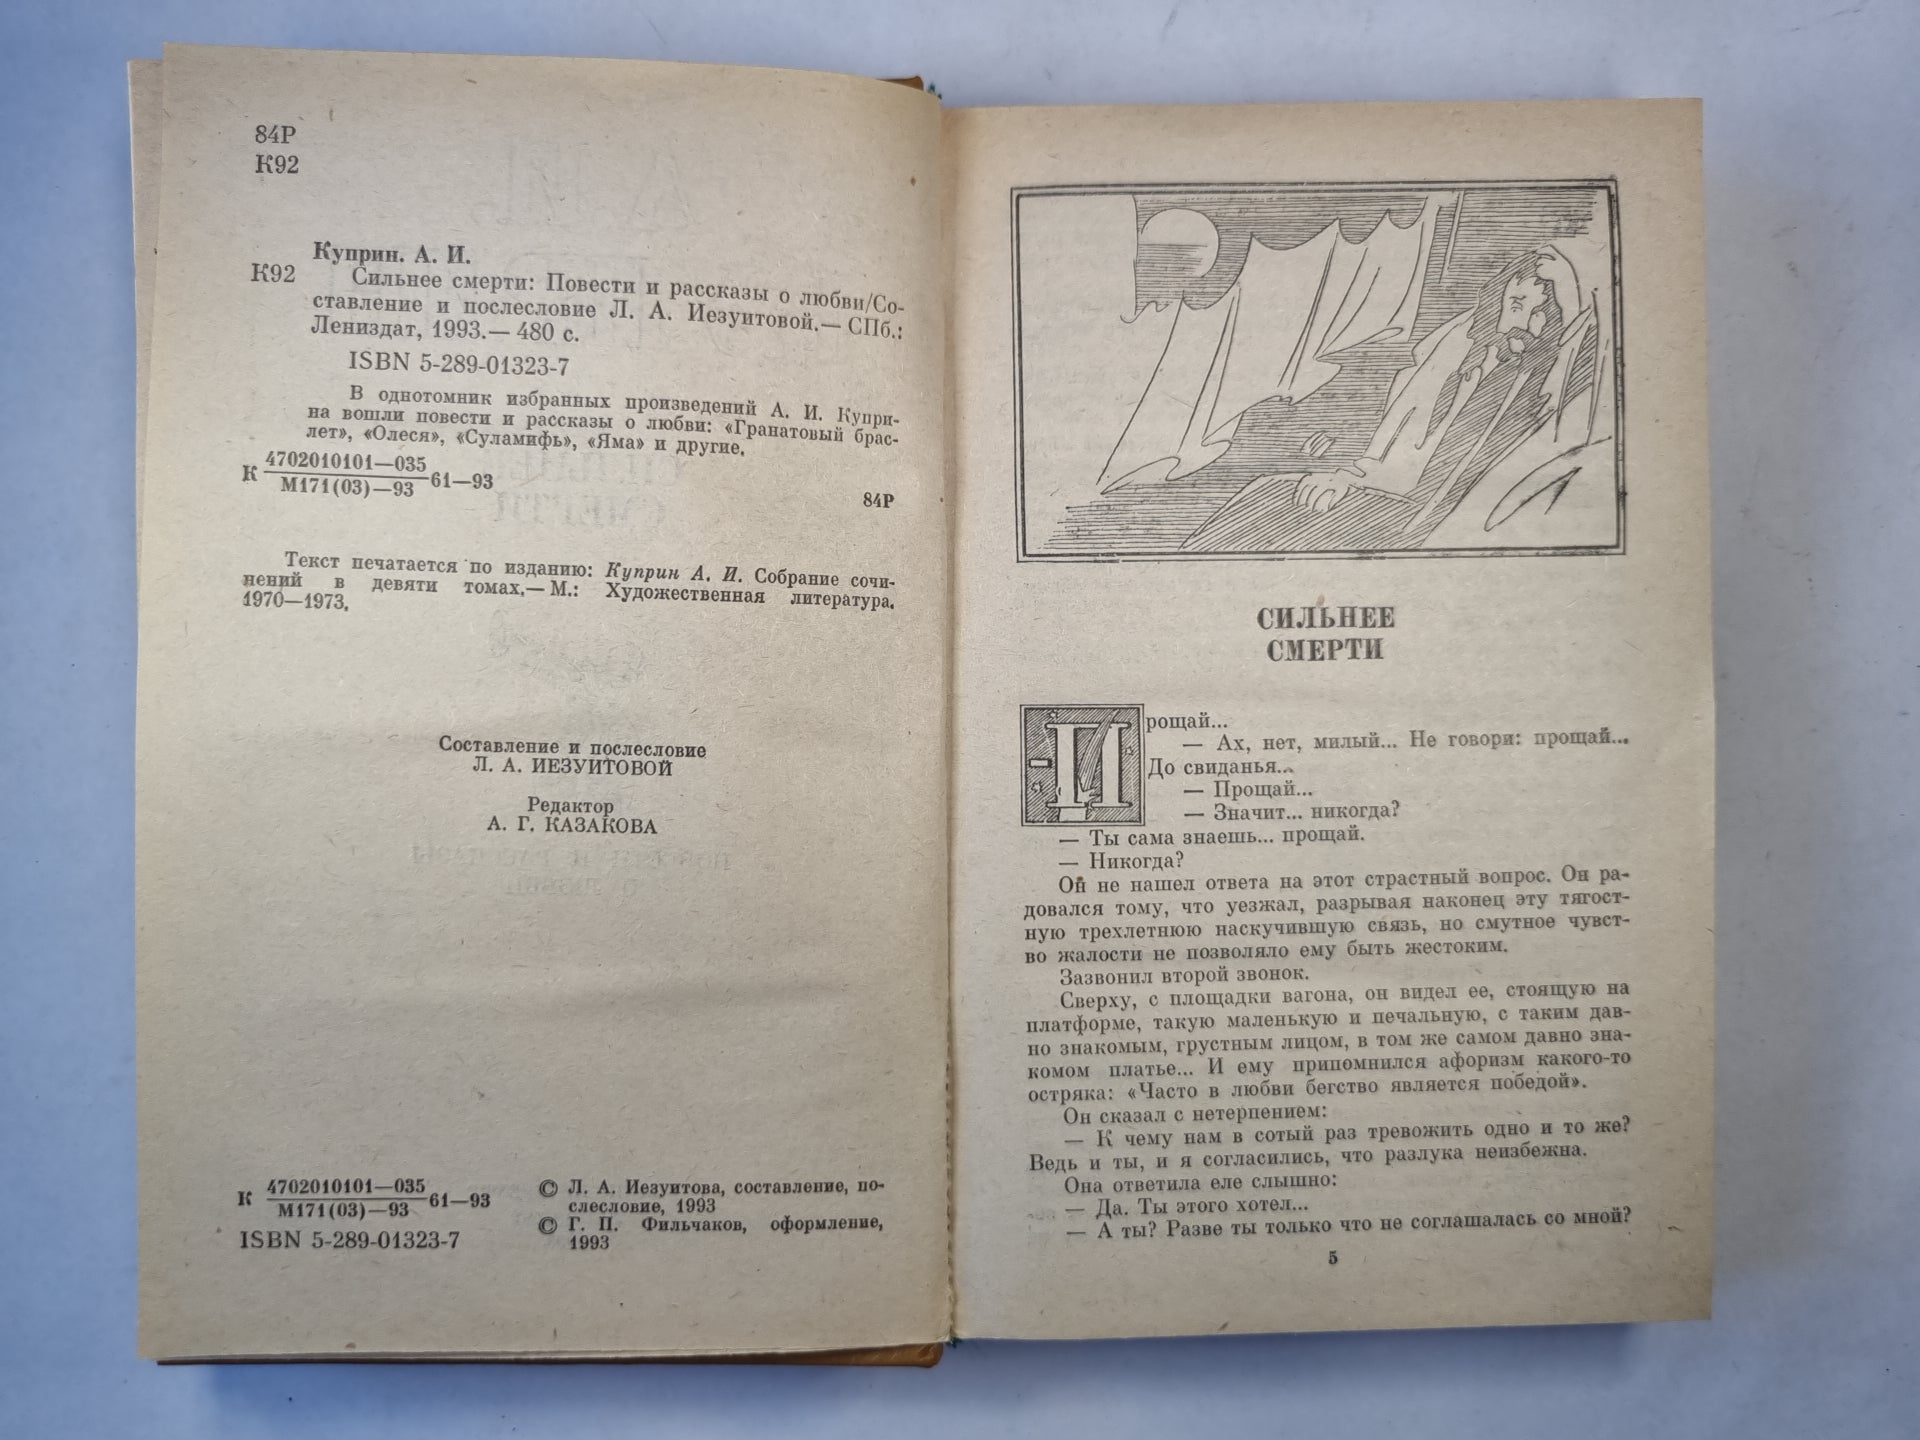 84Р
К92
Куприн. А. И.
К92 Сильнее смерти: Повести и рассказы о любви/Со-
ставление и послесловие Л. А. Иезуитовой.— СПб.:
Лениздат, 1993.— 480 с.
ISBN 5-289-01323-7
В однотомник избранных произведений А. И. Купри-
на вошли повести и рассказы о любви: «Гранатовый брас-
лет», «Олеся», «Суламифь», «Яма» и другие.
К 4702010101—035 61—93
М171(03)—93
84Р
Текст печатается по изданию: Куприн А. И. Собрание сочи-
нений в девяти томах.— М.: Художественная литература.
1970—1973.
Составление и послесловие
Л. А. ИЕЗУИТОВОЙ
Редактор
А. Г. КАЗАКОВА
К 4702010101—035 61—93
М171(03)—93
ISBN 5-289-01323-7
© Л. А. Иезуитова, составление, по-
слесловие, 1993
© Г. П. Фильчаков, оформление,
1993
СИЛЬНЕЕ
СМЕРТИ
–Прощай...
— Ах, нет, милый... Не говори: прощай...
До свиданья...
— Прощай...
— Значит... никогда?
— Ты сама знаешь... прощай.
— Никогда?
Он не нашел ответа на этот страстный вопрос. Он ра-
довался тому, что уезжал, разрывая наконец эту тягост-
ную трехлетнюю наскучившую связь, но смутное чувст-
во жалости не позволяло ему быть жестоким.
Зазвонил второй звонок.
Сверху, с площадки вагона, он видел ее, стоящую на
платформе, такую маленькую и печальную, с таким дав-
но знакомым, грустным лицом, в том же самом давно зна-
комом платье... И ему припомнился афоризм какого-то
остряка: «Часто в любви бегство является победой».
Он сказал с нетерпением:
— К чему нам в сотый раз тревожить одно и то же?
Ведь и ты, и я согласились, что разлука неизбежна.
Она ответила еле слышно:
— Да. Ты этого хотел...
— А ты? Разве ты только что не соглашалась со мной?
5